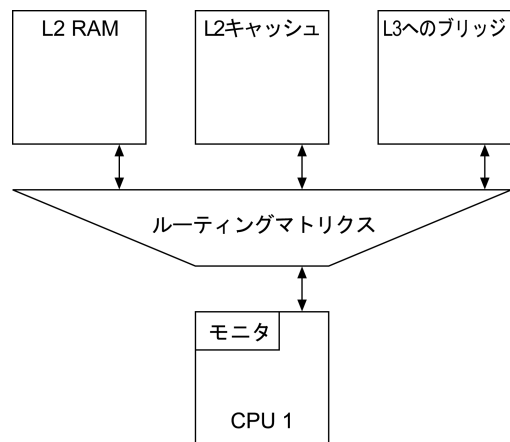 L2 RAM
L2キャッシュ
L3へのブリッジ
ルーティングマトリクス
モニタ
CPU 1